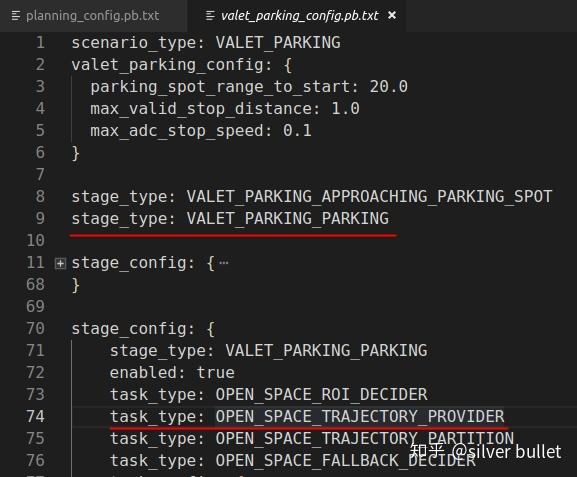 planning_config.pb.txt valet_parking_config.pb.txt ×
1 scenario_type: VALET_PARKING
2 valet_parking_config: {
3 parking_spot_range_to_start: 20.0
4 max_valid_stop_distance: 1.0
5 max_adc_stop_speed: 0.1
6 }
7
8 stage_type: VALET_PARKING_APPROACHING_PARKING_SPOT
9 stage_type: VALET_PARKING_PARKING
10
11 stage_config: {⋯
68 }
69
70 stage_config: {
71 stage_type: VALET_PARKING_PARKING
72 enabled: true
73 task_type: OPEN_SPACE_ROI_DECIDER
74 task_type: OPEN_SPACE_TRAJECTORY_PROVIDER
75 task_type: OPEN_SPACE_TRAJECTORY_PARTITION
76 task_type: OPEN_SPACE_FALLBACK_DECIDER
知乎 @silver bullet